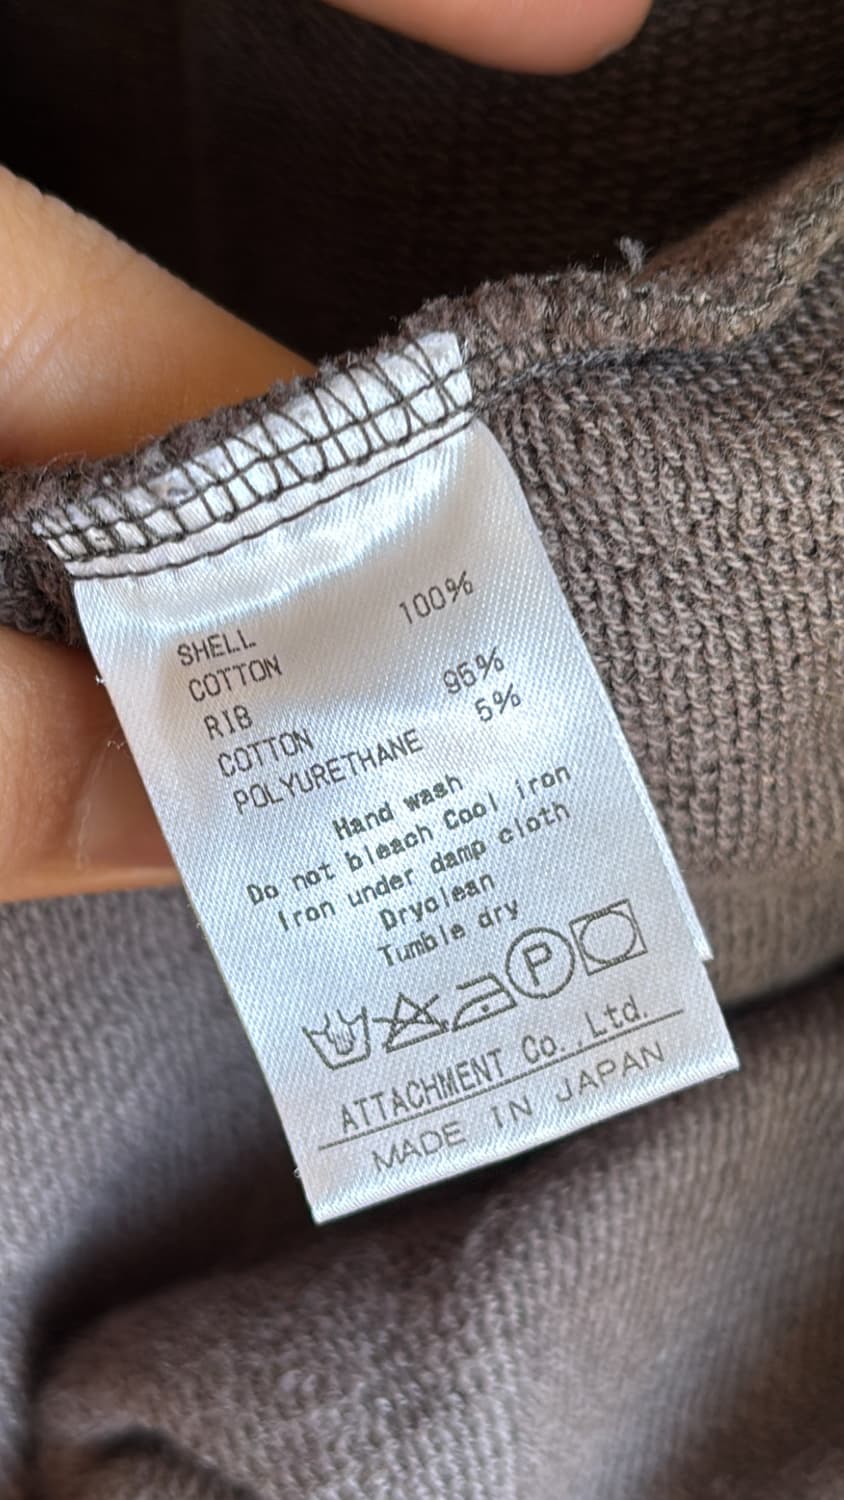 SHELL
COTTON 100%
RIB
COTTON 95%
POLYURETHANE 5%
Hand wash
Do not bleach Cool iron
Iron under damp cloth
Dryclean
Tumble dry
P
ATTACHMENT Co.,Ltd.
MADE IN JAPAN